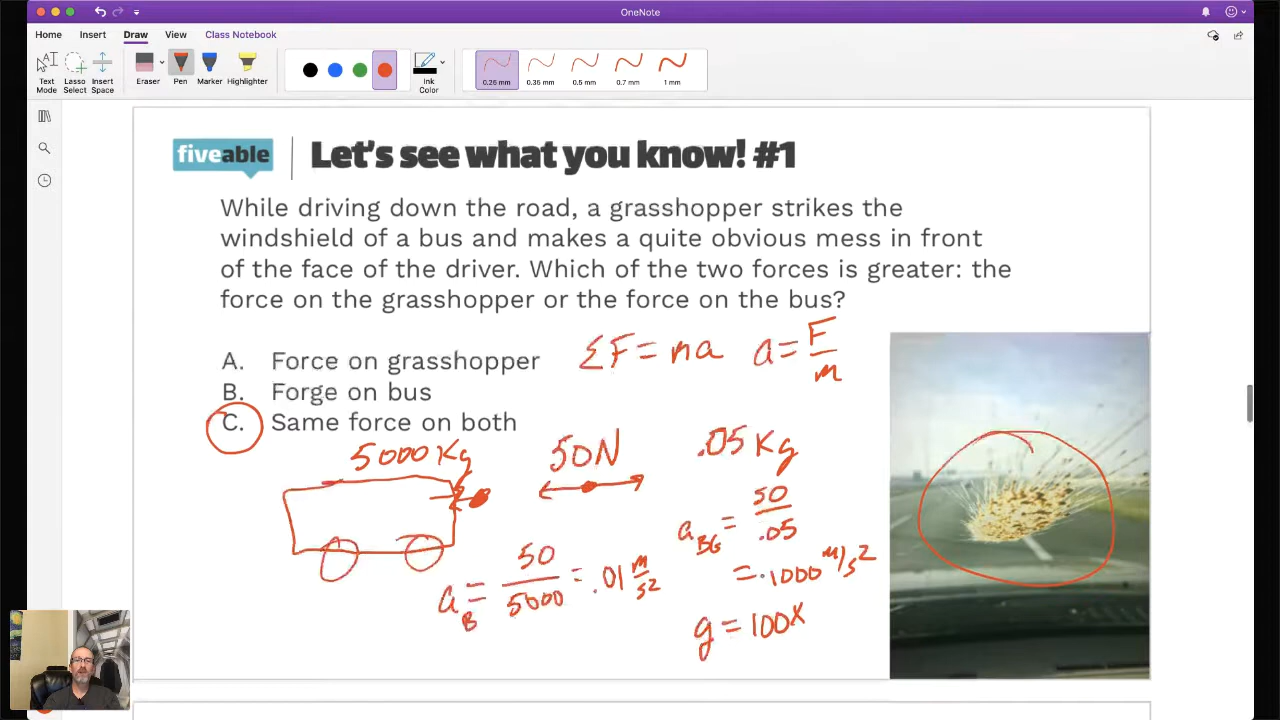 OneNote
Home Insert Draw View Class Notebook
Text Mode
Lasso Select
Insert Space
Eraser
Pen
Marker
Highlighter
Ink Color
0.25 mm
0.35 mm
0.5 mm
0.7 mm
1 mm
fiveable
Let's see what you know! #1
While driving down the road, a grasshopper strikes the
windshield of a bus and makes a quite obvious mess in front
of the face of the driver. Which of the two forces is greater: the
force on the grasshopper or the force on the bus?
ΣF = ma a = F/m
A. Force on grasshopper
B. Forge on bus
C. Same force on both
5000 Kg
50N
.05 Kg
a_B = 50/5000 = .01 m/s²
a_BG = 50/.05
= .1000 m/s²
g = 100x